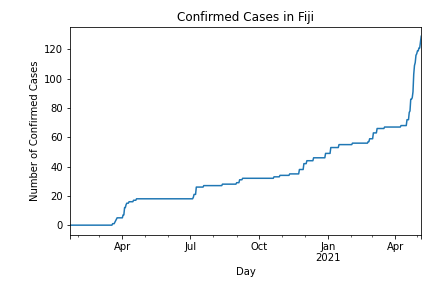 Confirmed Cases in Fiji
Number of Confirmed Cases
120
100
80
60
40
20
0
Apr
Jul
Oct
Jan
2021
Apr
Day